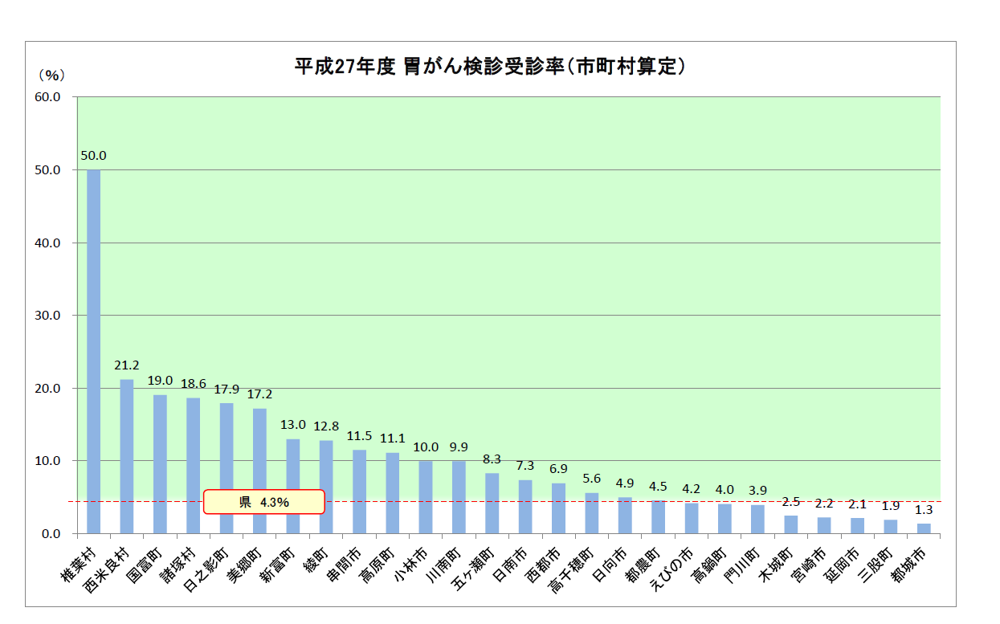 平成27年度 胃がん検診受診率（市町村算定）
（％）
60.0
50.0
40.0
30.0
20.0
10.0
0.0
50.0
21.2
19.0
18.6
17.9
17.2
13.0
12.8
11.5
11.1
10.0
9.9
8.3
7.3
6.9
5.6
4.9
4.5
4.2
4.0
3.9
2.5
2.2
2.1
1.9
1.3
県 4.3%
椎葉村
西米良村
国富町
諸塚村
日之影町
美郷町
新富町
綾町
串間市
高原町
小林市
川南町
五ヶ瀬町
日南市
西都市
高千穂町
日向市
都農町
えびの市
高鍋町
門川町
木城町
宮崎市
延岡市
三股町
都城市